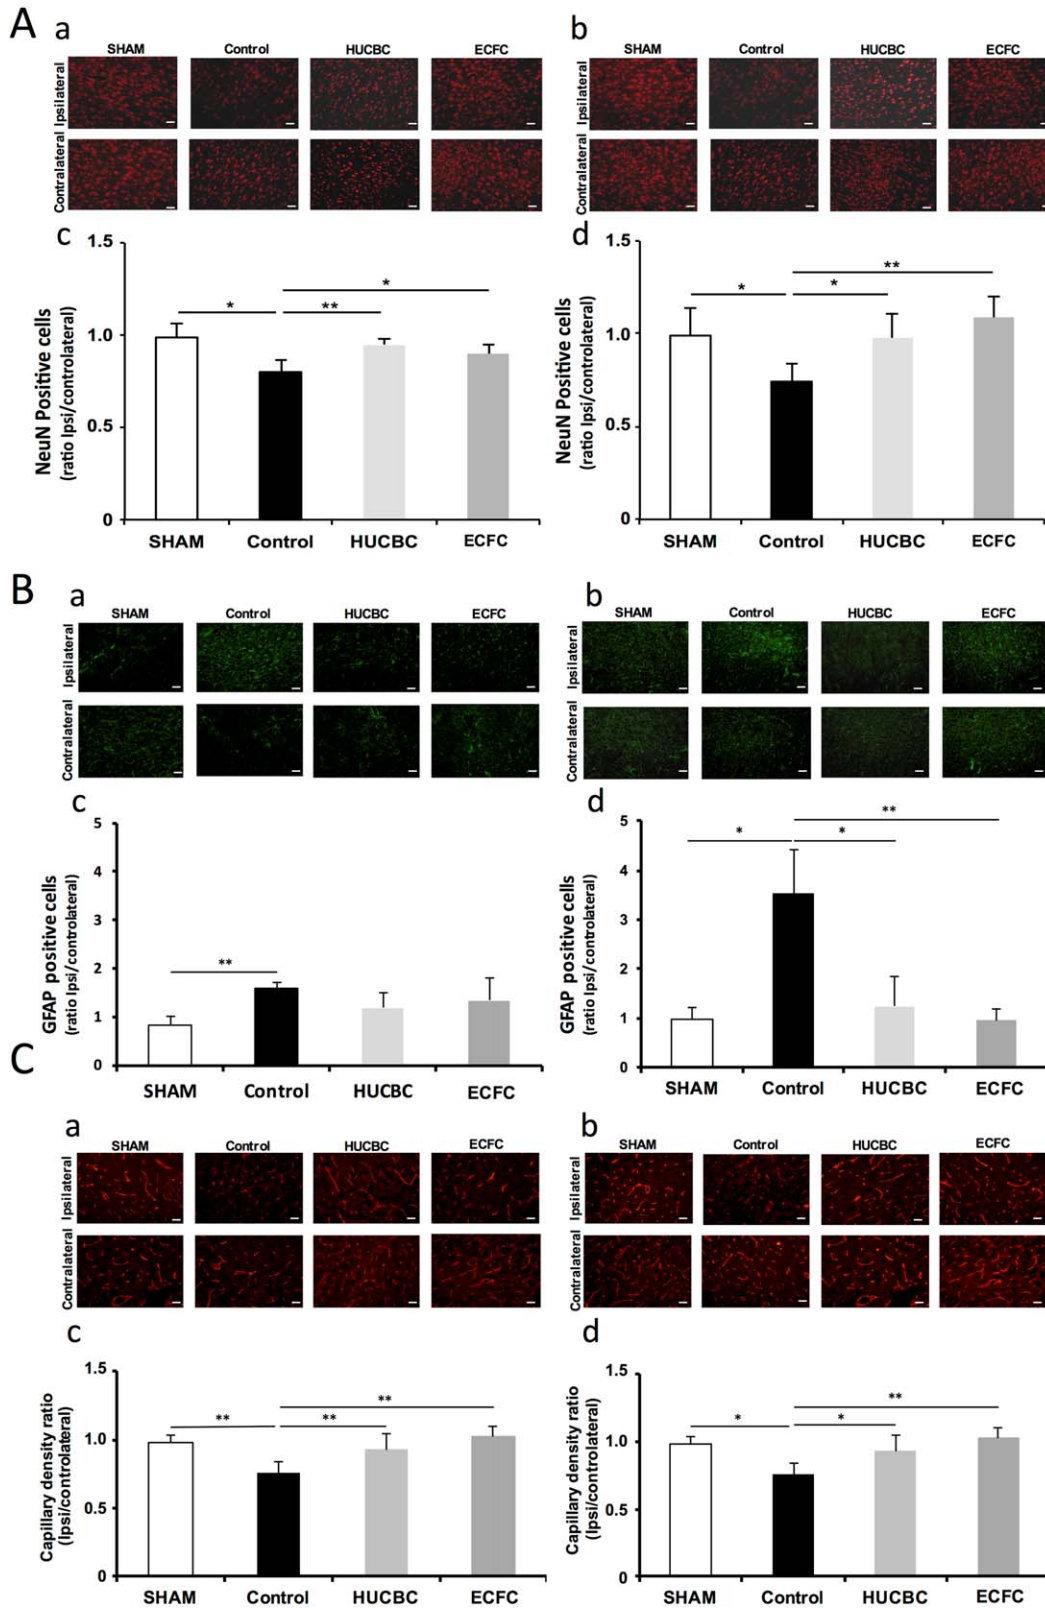 A
a
SHAM Control HUCBC ECFC
Ipsilateral
Contralateral
b
SHAM Control HUCBC ECFC
Ipsilateral
Contralateral
c
NeuN Positive cells
(ratio Ipsi/controlateral)
1.5
1.0
0.5
0
*
**
*
SHAM Control HUCBC ECFC
d
NeuN Positive cells
(ratio Ipsi/controlateral)
1.5
1.0
0.5
0
*
*
**
SHAM Control HUCBC ECFC
B
a
SHAM Control HUCBC ECFC
Ipsilateral
Contralateral
b
SHAM Control HUCBC ECFC
Ipsilateral
Contralateral
c
GFAP positive cells
(ratio Ipsi/controlateral)
5
4
3
2
1
0
**
SHAM Control HUCBC ECFC
d
GFAP positive cells
(ratio Ipsi/controlateral)
5
4
3
2
1
0
*
*
**
SHAM Control HUCBC ECFC
C
a
SHAM Control HUCBC ECFC
Ipsilateral
Contralateral
b
SHAM Control HUCBC ECFC
Ipsilateral
Contralateral
c
Capillary density ratio
(Ipsi/controlateral)
1.5
1.0
0.5
0
**
**
**
SHAM Control HUCBC ECFC
d
Capillary density ratio
(Ipsi/controlateral)
1.5
1.0
0.5
0
*
*
**
SHAM Control HUCBC ECFC